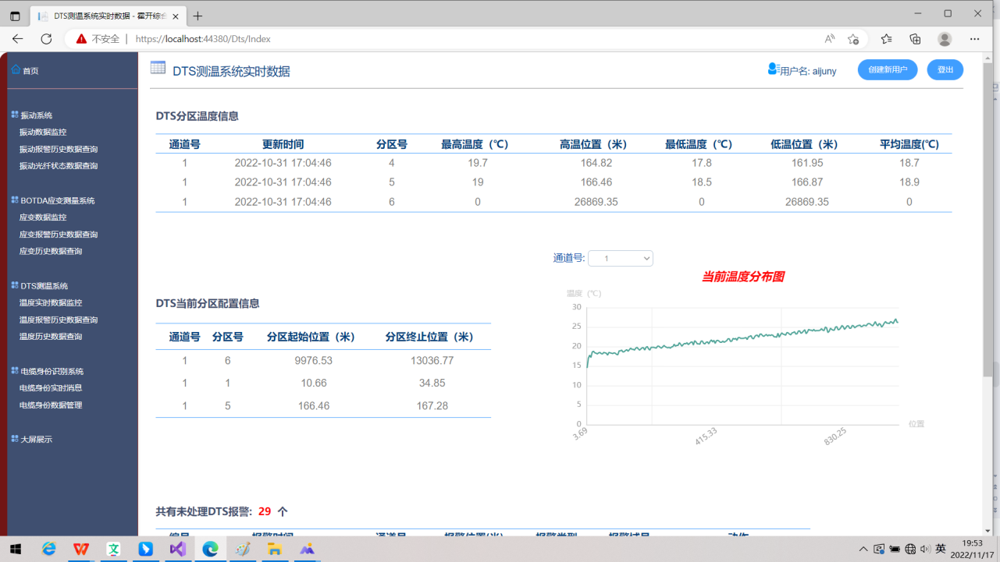 DTS测温系统实时数据 - 霍开综合
不安全 | https://localhost:44380/Dts/Index
首页
DTS测温系统实时数据
用户名: aijuny
创建新用户
登出
振动系统
振动数据监控
振动报警历史数据查询
振动光纤状态数据查询
BOTDA应变测量系统
应变数据监控
应变报警历史数据查询
应变历史数据查询
DTS测温系统
温度实时数据监控
温度报警历史数据查询
温度历史数据查询
电缆身份识别系统
电缆身份实时消息
电缆身份数据管理
大屏展示
DTS分区温度信息
通道号 更新时间 分区号 最高温度（℃） 高温位置（米） 最低温度（℃） 低温位置（米） 平均温度(℃)
1 2022-10-31 17:04:46 4 19.7 164.82 17.8 161.95 18.7
1 2022-10-31 17:04:46 5 19 166.46 18.5 166.87 18.9
1 2022-10-31 17:04:46 6 0 26869.35 0 26869.35 0
DTS当前分区配置信息
通道号 分区号 分区起始位置（米） 分区终止位置（米）
1 6 9976.53 13036.77
1 1 10.66 34.85
1 5 166.46 167.28
通道号: 1
当前温度分布图
温度（℃）
30
25
20
15
10
5
0
3.69 415.33 830.25
位置
共有未处理DTS报警: 29 个
编号 报警时间 通道号 报警位置(米) 报警类型 报警域号 动作
英
19:53
2022/11/17